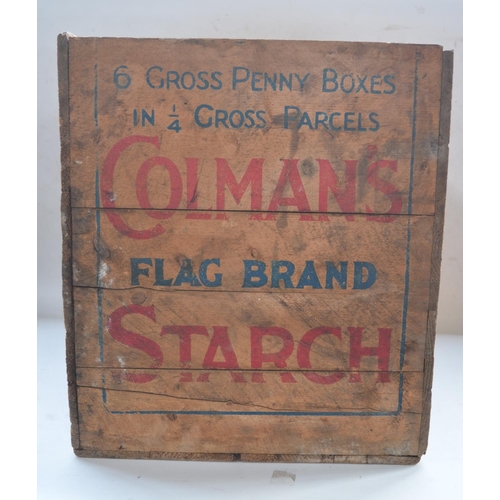 6 GROSS PENNY BOXES
IN 1/4 GROSS PARCELS
COLMAN'S
FLAG BRAND
STARCH